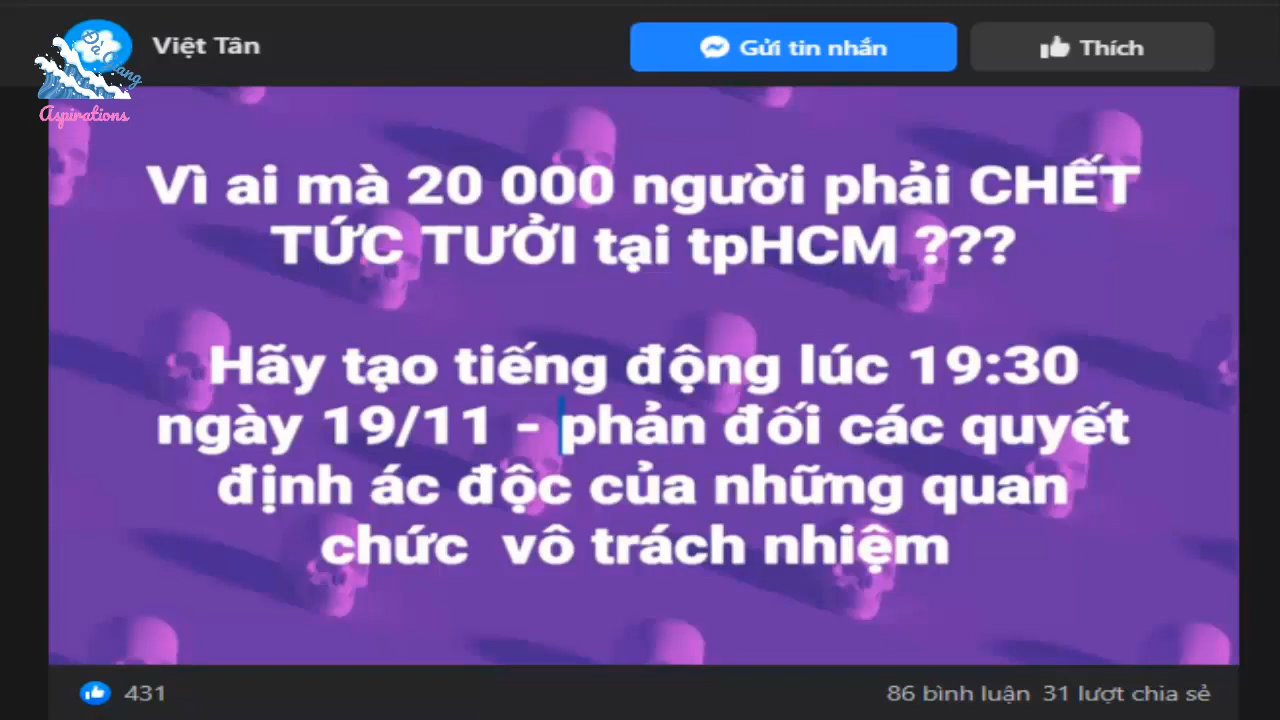 Việt Tân
Gửi tin nhắn
Thích
Đà Giang
Aspirations
Vì ai mà 20 000 người phải CHẾT
TỨC TƯỞI tại tpHCM ???
Hãy tạo tiếng động lúc 19:30
ngày 19/11 - phản đối các quyết
định ác độc của những quan
chức vô trách nhiệm
431
86 bình luận 31 lượt chia sẻ